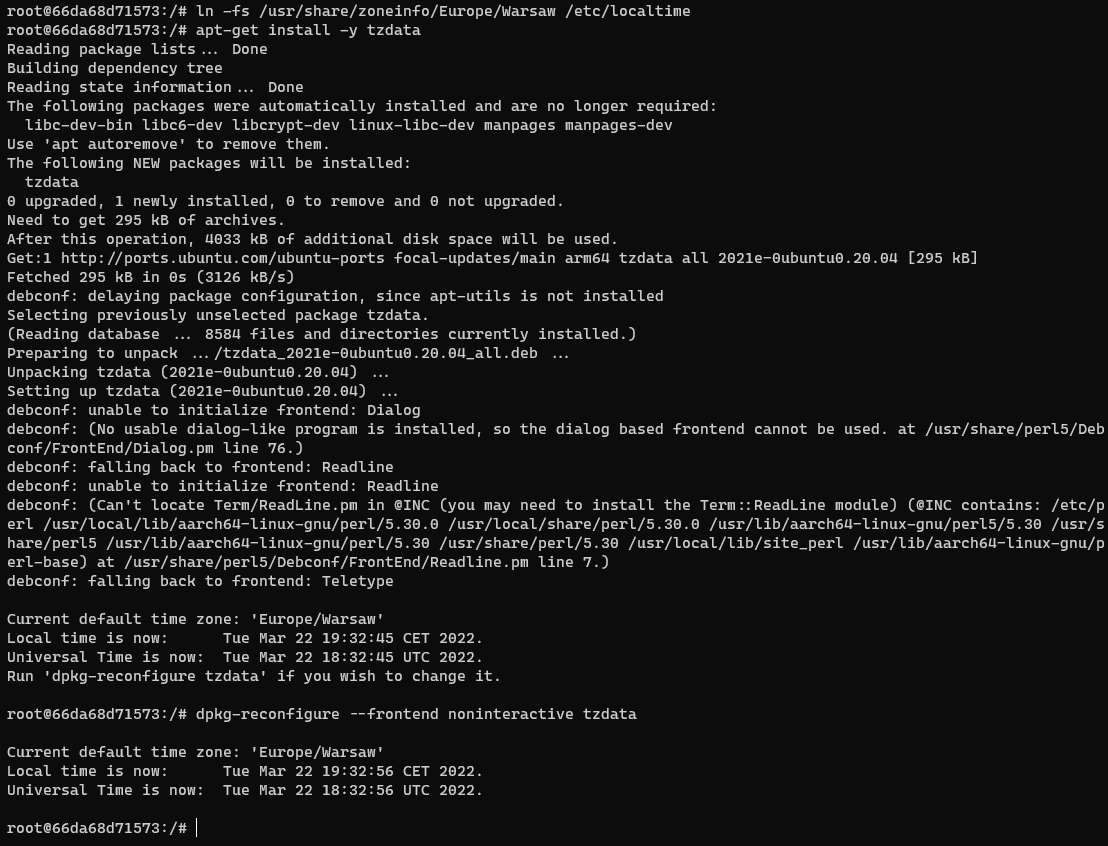 root@66da68d71573:/# ln -fs /usr/share/zoneinfo/Europe/Warsaw /etc/localtime
root@66da68d71573:/# apt-get install -y tzdata
Reading package lists... Done
Building dependency tree
Reading state information... Done
The following packages were automatically installed and are no longer required:
  libc-dev-bin libc6-dev libcrypt-dev linux-libc-dev manpages manpages-dev
Use 'apt autoremove' to remove them.
The following NEW packages will be installed:
  tzdata
0 upgraded, 1 newly installed, 0 to remove and 0 not upgraded.
Need to get 295 kB of archives.
After this operation, 4033 kB of additional disk space will be used.
Get:1 http://ports.ubuntu.com/ubuntu-ports focal-updates/main arm64 tzdata all 2021e-0ubuntu0.20.04 [295 kB]
Fetched 295 kB in 0s (3126 kB/s)
debconf: delaying package configuration, since apt-utils is not installed
Selecting previously unselected package tzdata.
(Reading database ... 8584 files and directories currently installed.)
Preparing to unpack .../tzdata_2021e-0ubuntu0.20.04_all.deb ...
Unpacking tzdata (2021e-0ubuntu0.20.04) ...
Setting up tzdata (2021e-0ubuntu0.20.04) ...
debconf: unable to initialize frontend: Dialog
debconf: (No usable dialog-like program is installed, so the dialog based frontend cannot be used. at /usr/share/perl5/Deb
conf/FrontEnd/Dialog.pm line 76.)
debconf: falling back to frontend: Readline
debconf: unable to initialize frontend: Readline
debconf: (Can't locate Term/ReadLine.pm in @INC (you may need to install the Term::ReadLine module) (@INC contains: /etc/p
erl /usr/local/lib/aarch64-linux-gnu/perl/5.30.0 /usr/local/share/perl/5.30.0 /usr/lib/aarch64-linux-gnu/perl5/5.30 /usr/s
hare/perl5 /usr/lib/aarch64-linux-gnu/perl/5.30 /usr/share/perl/5.30 /usr/local/lib/site_perl /usr/lib/aarch64-linux-gnu/p
erl-base) at /usr/share/perl5/Debconf/FrontEnd/Readline.pm line 7.)
debconf: falling back to frontend: Teletype

Current default time zone: 'Europe/Warsaw'
Local time is now:      Tue Mar 22 19:32:45 CET 2022.
Universal Time is now:  Tue Mar 22 18:32:45 UTC 2022.
Run 'dpkg-reconfigure tzdata' if you wish to change it.

root@66da68d71573:/# dpkg-reconfigure --frontend noninteractive tzdata

Current default time zone: 'Europe/Warsaw'
Local time is now:      Tue Mar 22 19:32:56 CET 2022.
Universal Time is now:  Tue Mar 22 18:32:56 UTC 2022.

root@66da68d71573:/#